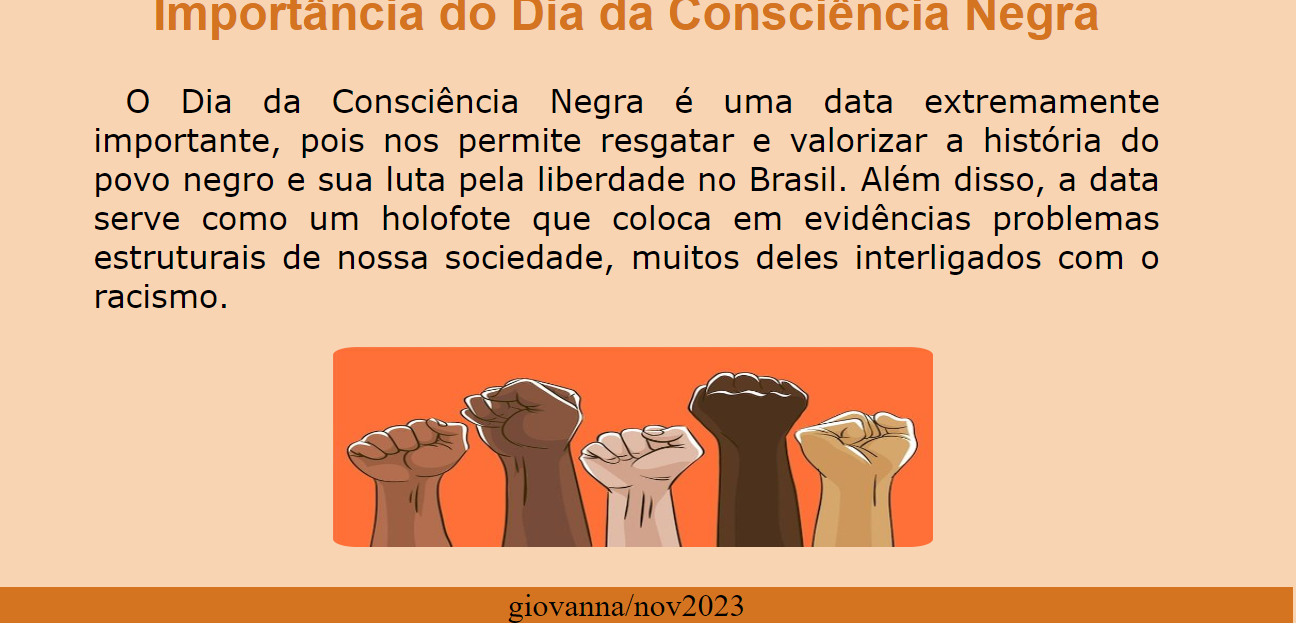 Importância do Dia da Consciência Negra
O Dia da Consciência Negra é uma data extremamente
importante, pois nos permite resgatar e valorizar a história do
povo negro e sua luta pela liberdade no Brasil. Além disso, a data
serve como um holofote que coloca em evidências problemas
estruturais de nossa sociedade, muitos deles interligados com o
racismo.
giovanna/nov2023